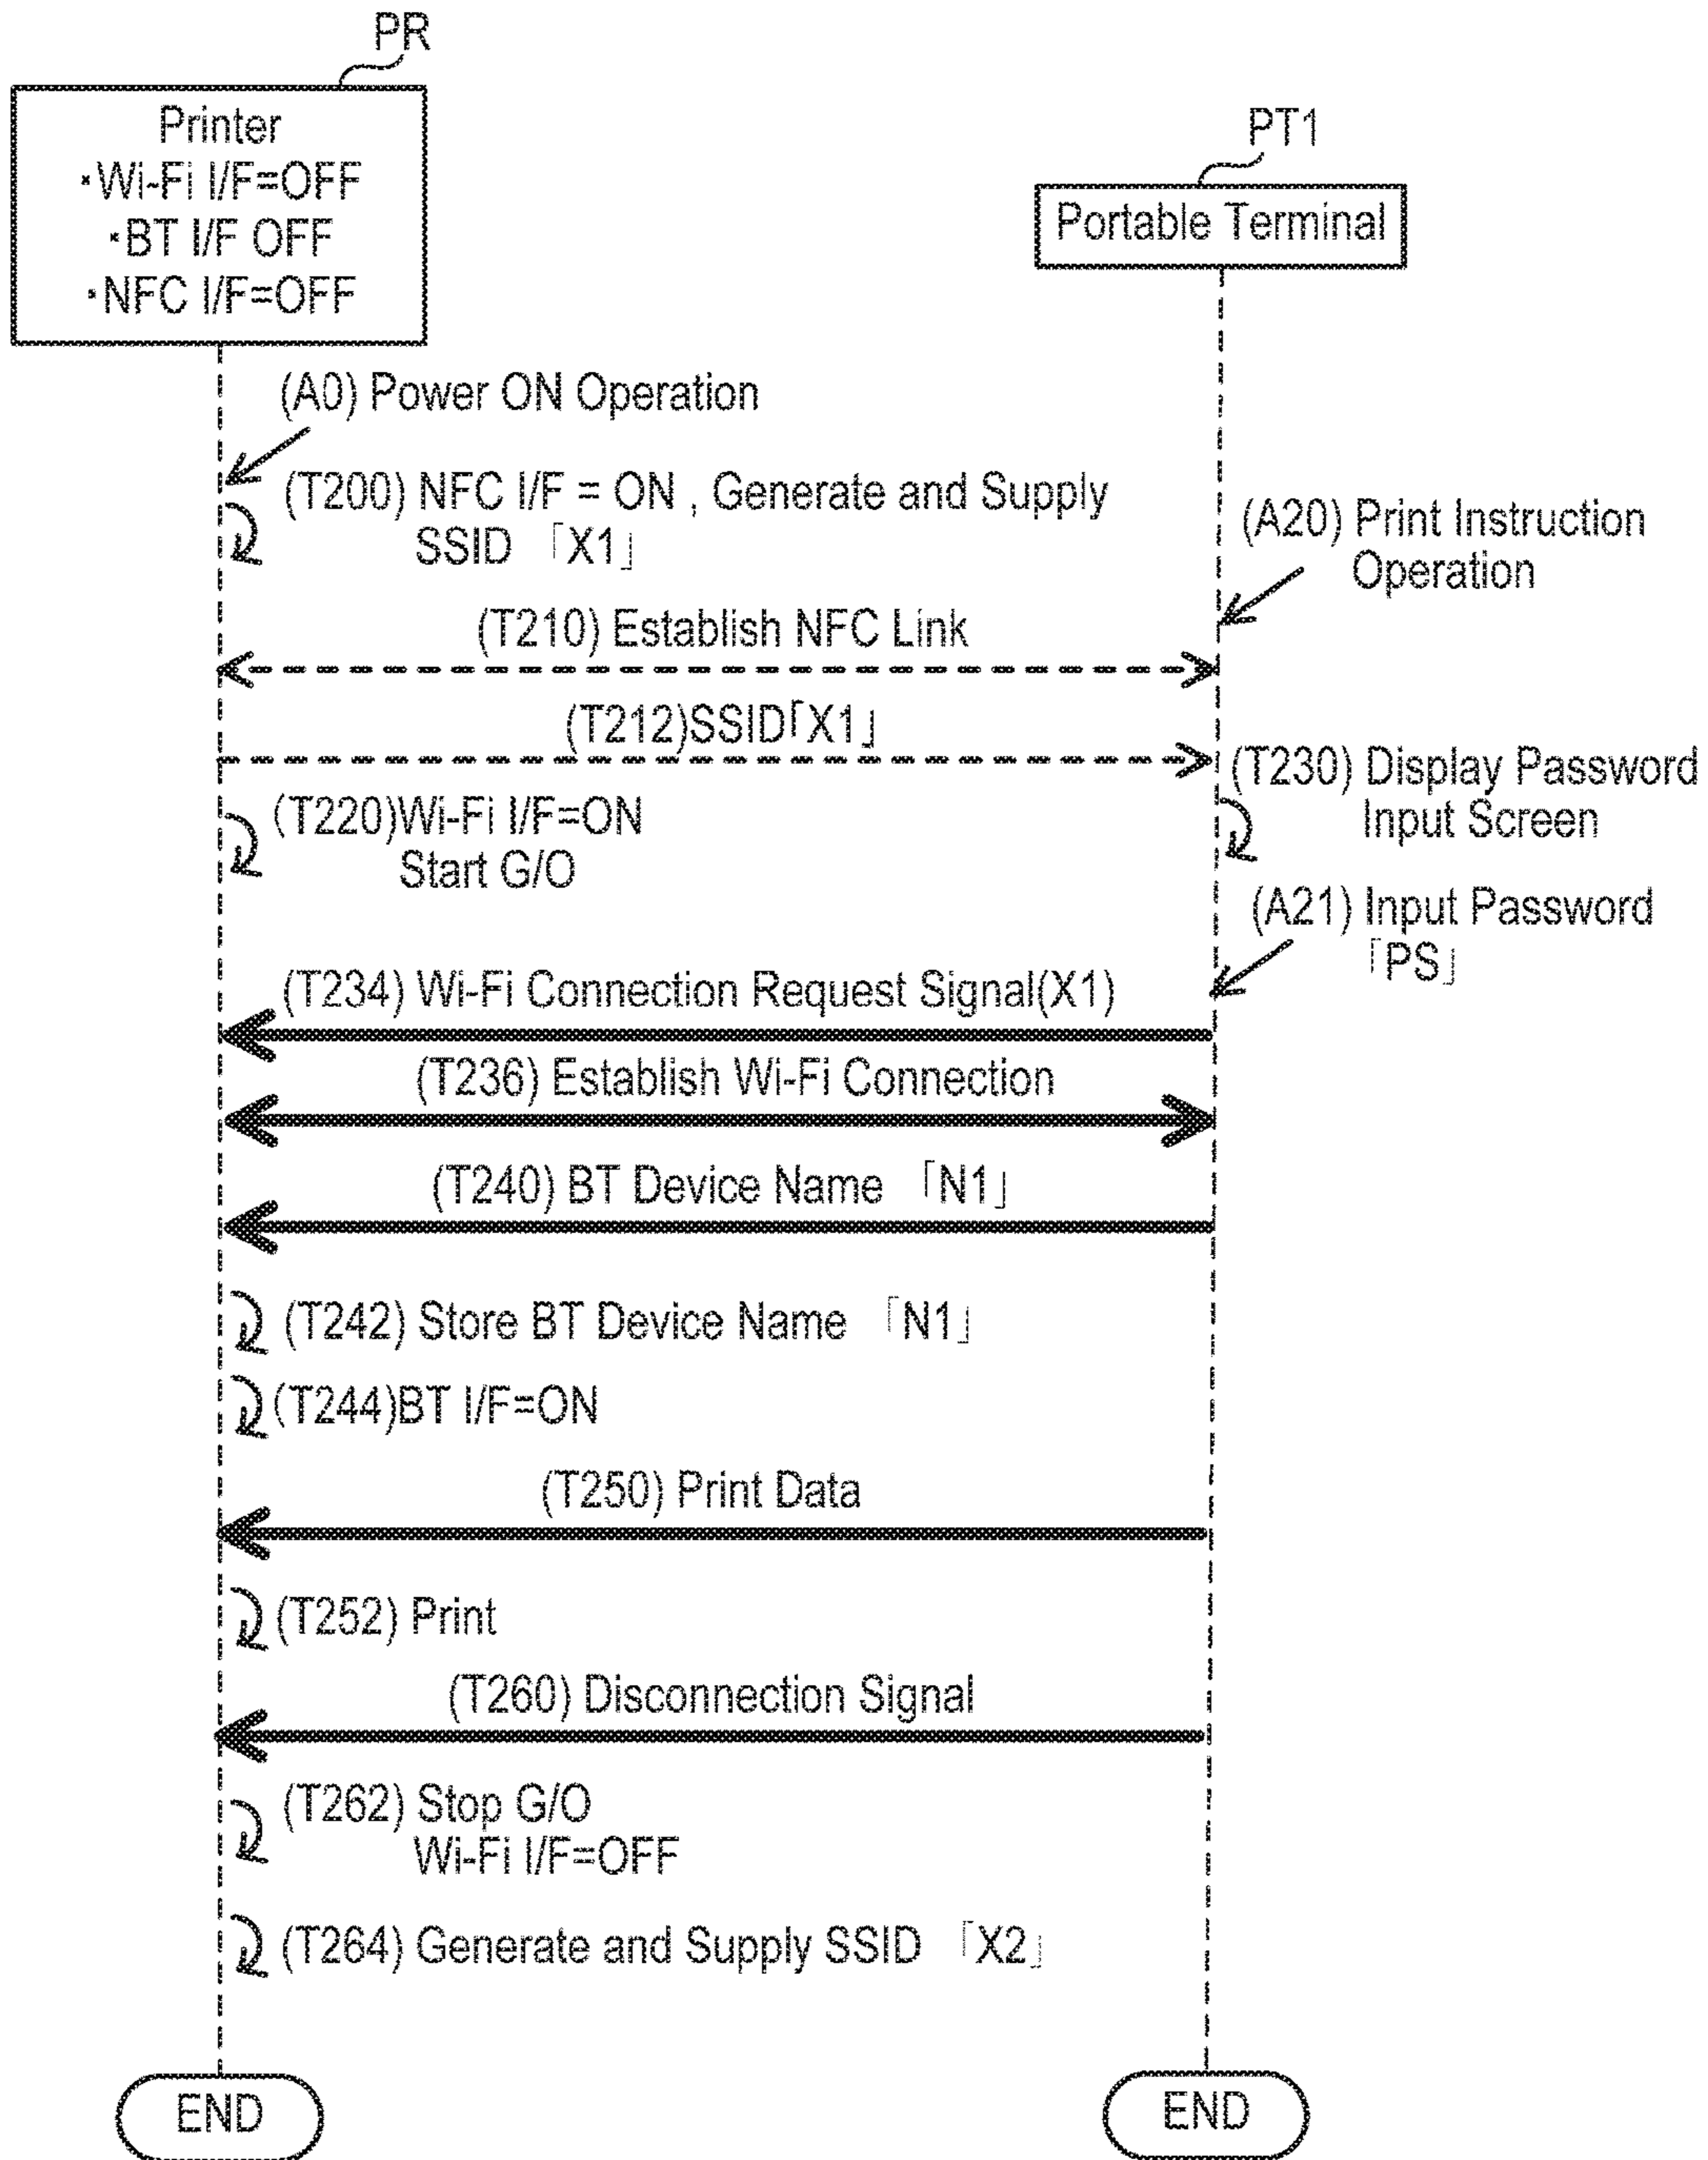 PR
Printer
・Wi-Fi I/F=OFF
・BT I/F OFF
・NFC I/F=OFF
PT1
Portable Terminal
(A0) Power ON Operation
(T200) NFC I/F = ON , Generate and Supply
SSID 「X1」
(A20) Print Instruction
Operation
(T210) Establish NFC Link
(T212)SSID「X1」
(T230) Display Password
Input Screen
(T220)Wi-Fi I/F=ON
Start G/O
(A21) Input Password
「PS」
(T234) Wi-Fi Connection Request Signal(X1)
(T236) Establish Wi-Fi Connection
(T240) BT Device Name 「N1」
(T242) Store BT Device Name 「N1」
(T244)BT I/F=ON
(T250) Print Data
(T252) Print
(T260) Disconnection Signal
(T262) Stop G/O
Wi-Fi I/F=OFF
(T264) Generate and Supply SSID 「X2」
END
END